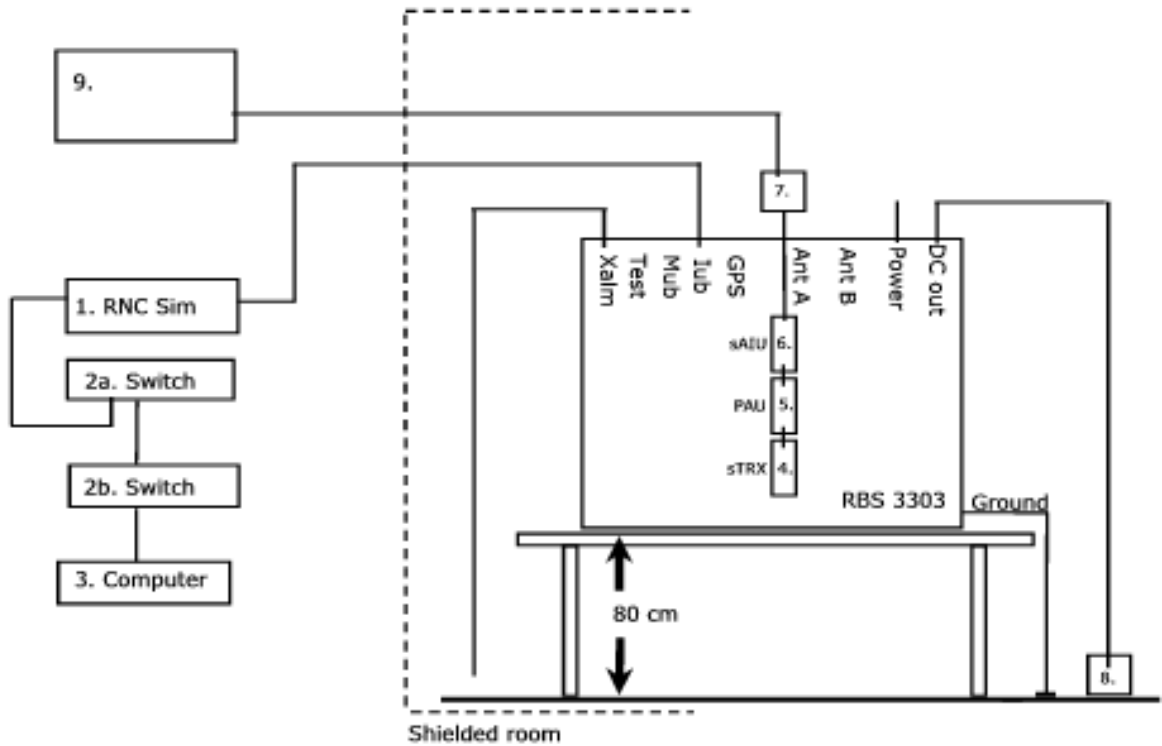 9.
7.
Xalm
Test
Mub
Iub
GPS
Ant A
Ant B
Power
DC out
1. RNC Sim
sAIU 6.
2a. Switch
PAU 5.
sTRX 4.
2b. Switch
RBS 3303
Ground
3. Computer
80 cm
8.
Shielded room